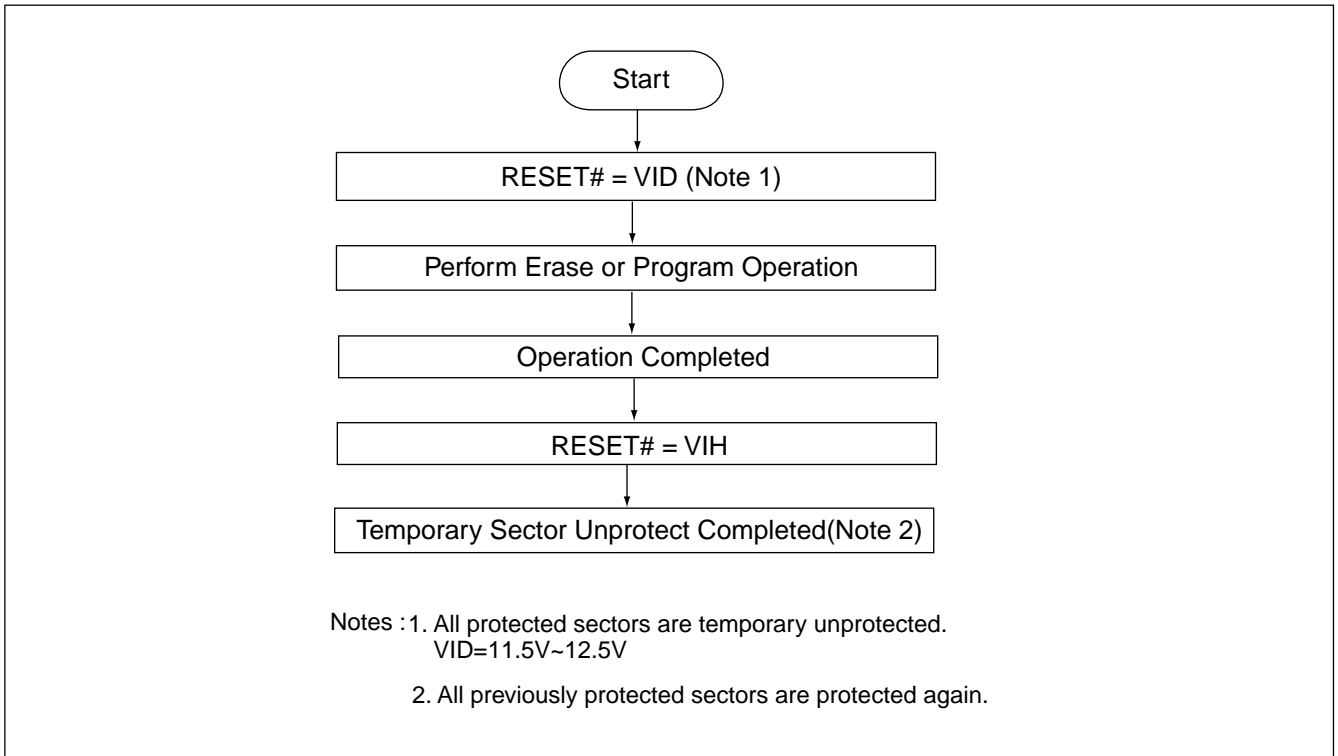 Start
RESET# = VID (Note 1)
Perform Erase or Program Operation
Operation Completed
RESET# = VIH
Temporary Sector Unprotect Completed(Note 2)
Notes : 1. All protected sectors are temporary unprotected.
VID=11.5V~12.5V
2. All previously protected sectors are protected again.